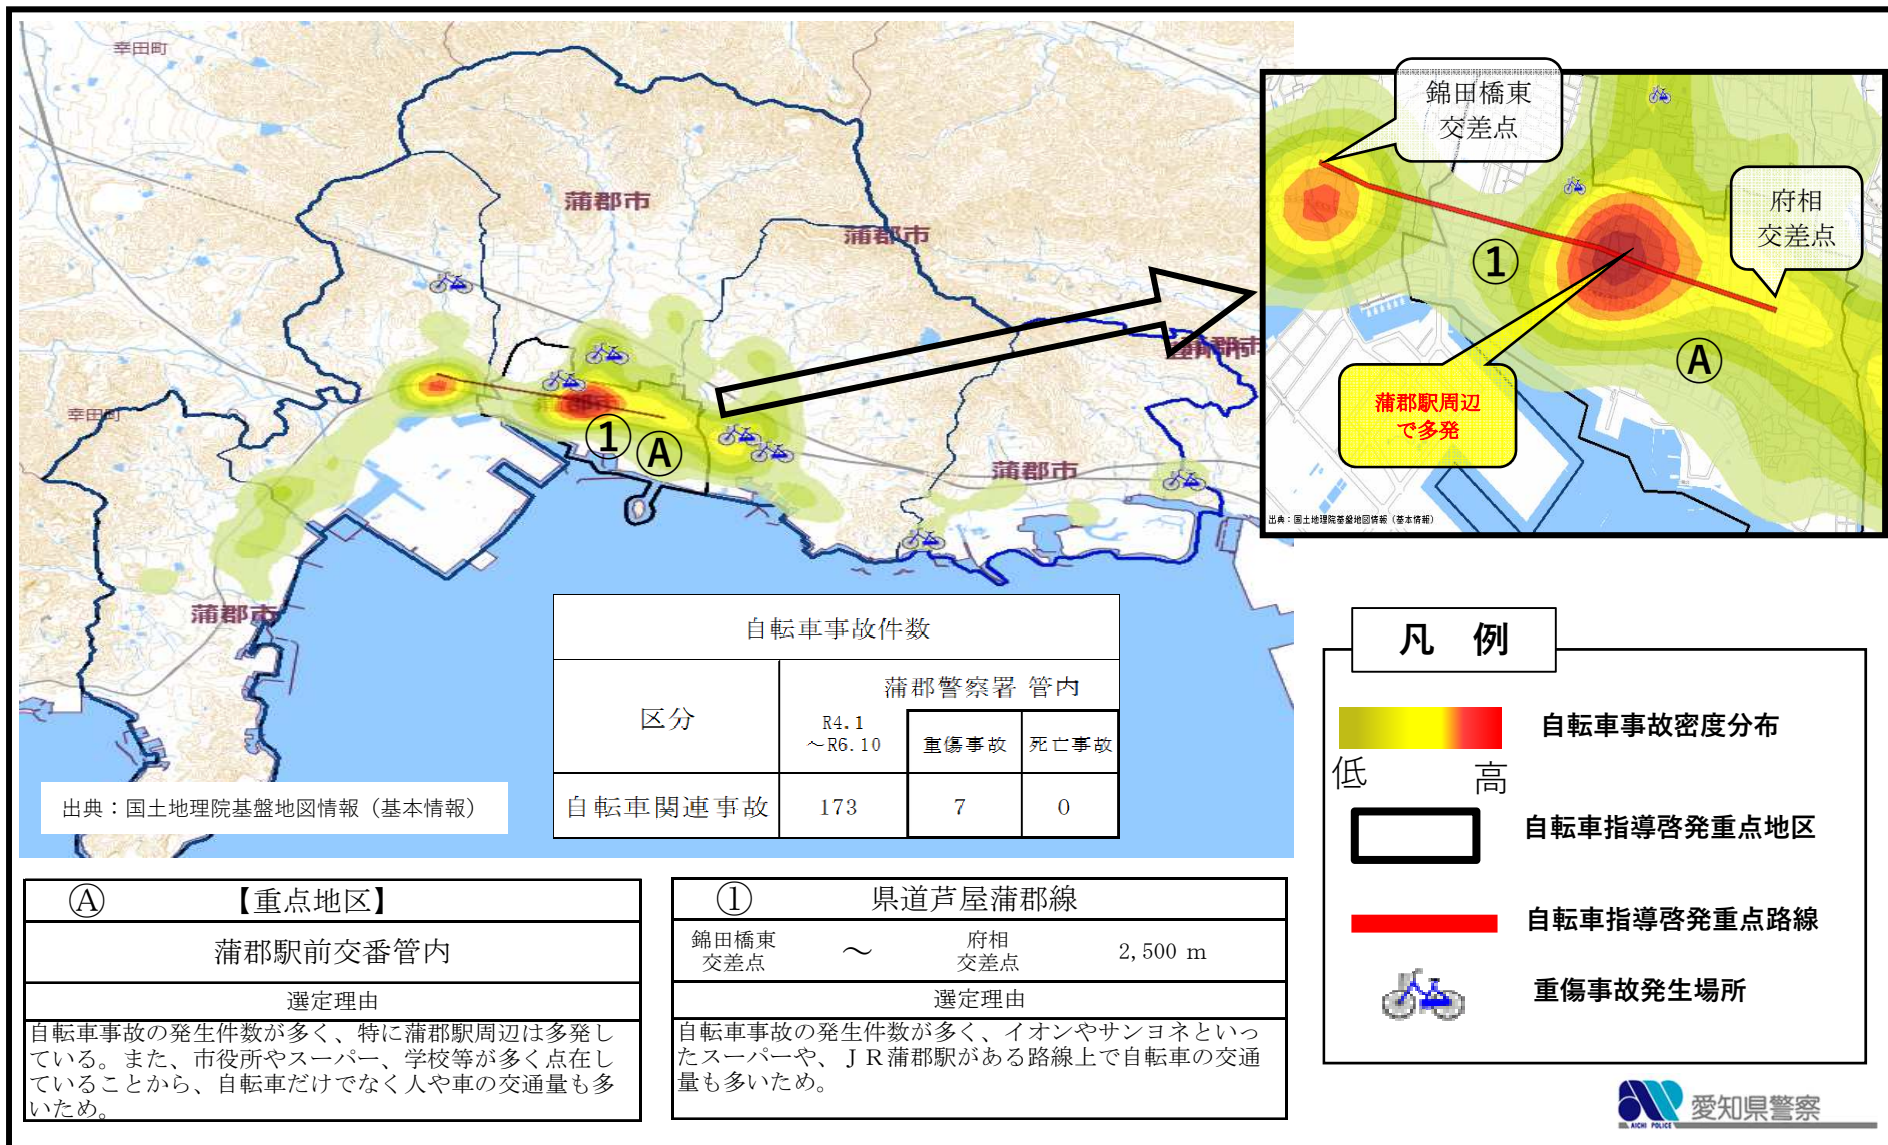 幸田町
蒲郡市
蒲郡市
幸田町
蒲郡市
蒲郡市
①
Ⓐ
錦田橋東
交差点
府相
交差点
①
Ⓐ
蒲郡駅周辺
で多発
出典：国土地理院基盤地図情報（基本情報）
自転車事故件数
区分
蒲郡警察署 管内
R4.1
～R6.10
重傷事故
死亡事故
自転車関連事故
173
7
0
出典：国土地理院基盤地図情報（基本情報）
凡 例
自転車事故密度分布
低
高
自転車指導啓発重点地区
自転車指導啓発重点路線
重傷事故発生場所
Ⓐ 【重点地区】
蒲郡駅前交番管内
選定理由
自転車事故の発生件数が多く、特に蒲郡駅周辺は多発し
ている。また、市役所やスーパー、学校等が多く点在し
ていることから、自転車だけでなく人や車の交通量も多
いため。
① 県道芦屋蒲郡線
錦田橋東
交差点
～
府相
交差点
2,500 m
選定理由
自転車事故の発生件数が多く、イオンやサンヨネといっ
たスーパーや、ＪＲ蒲郡駅がある路線上で自転車の交通
量も多いため。
AICHI POLICE
愛知県警察